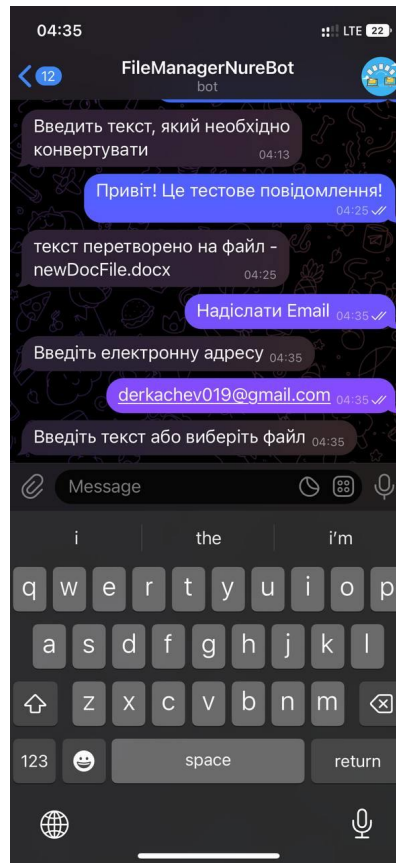 04:35
LTE 22
12
FileManagerNureBot
bot
Введить текст, який необхідно
конвертувати 04:13
Привіт! Це тестове повідомлення!
04:25
текст перетворено на файл -
newDocFile.docx 04:25
Надіслати Email 04:35
Введіть електронну адресу 04:35
derkachev019@gmail.com 04:35
Введіть текст або виберіть файл 04:35
Message
i the i'm
q w e r t y u i o p
a s d f g h j k l
z x c v b n m
123 space return